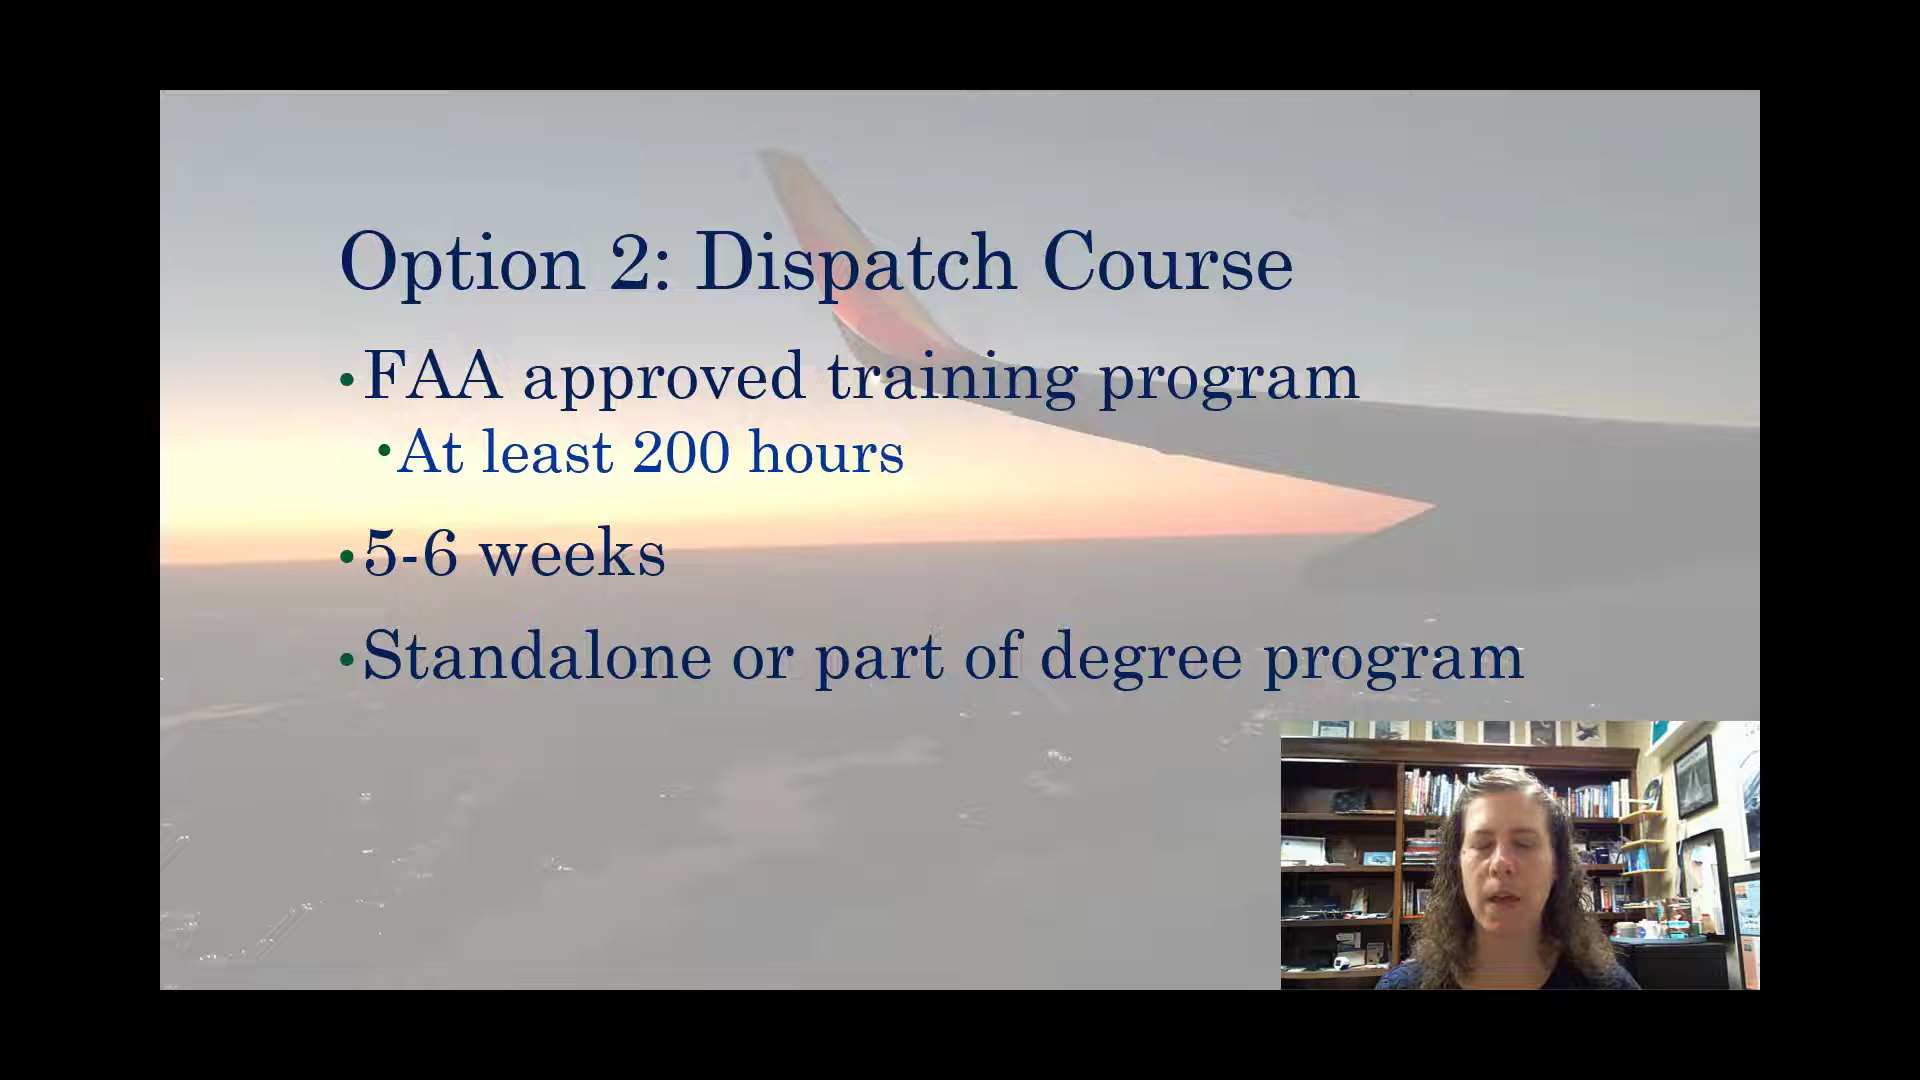 Option 2: Dispatch Course
•FAA approved training program
•At least 200 hours
•5-6 weeks
•Standalone or part of degree program